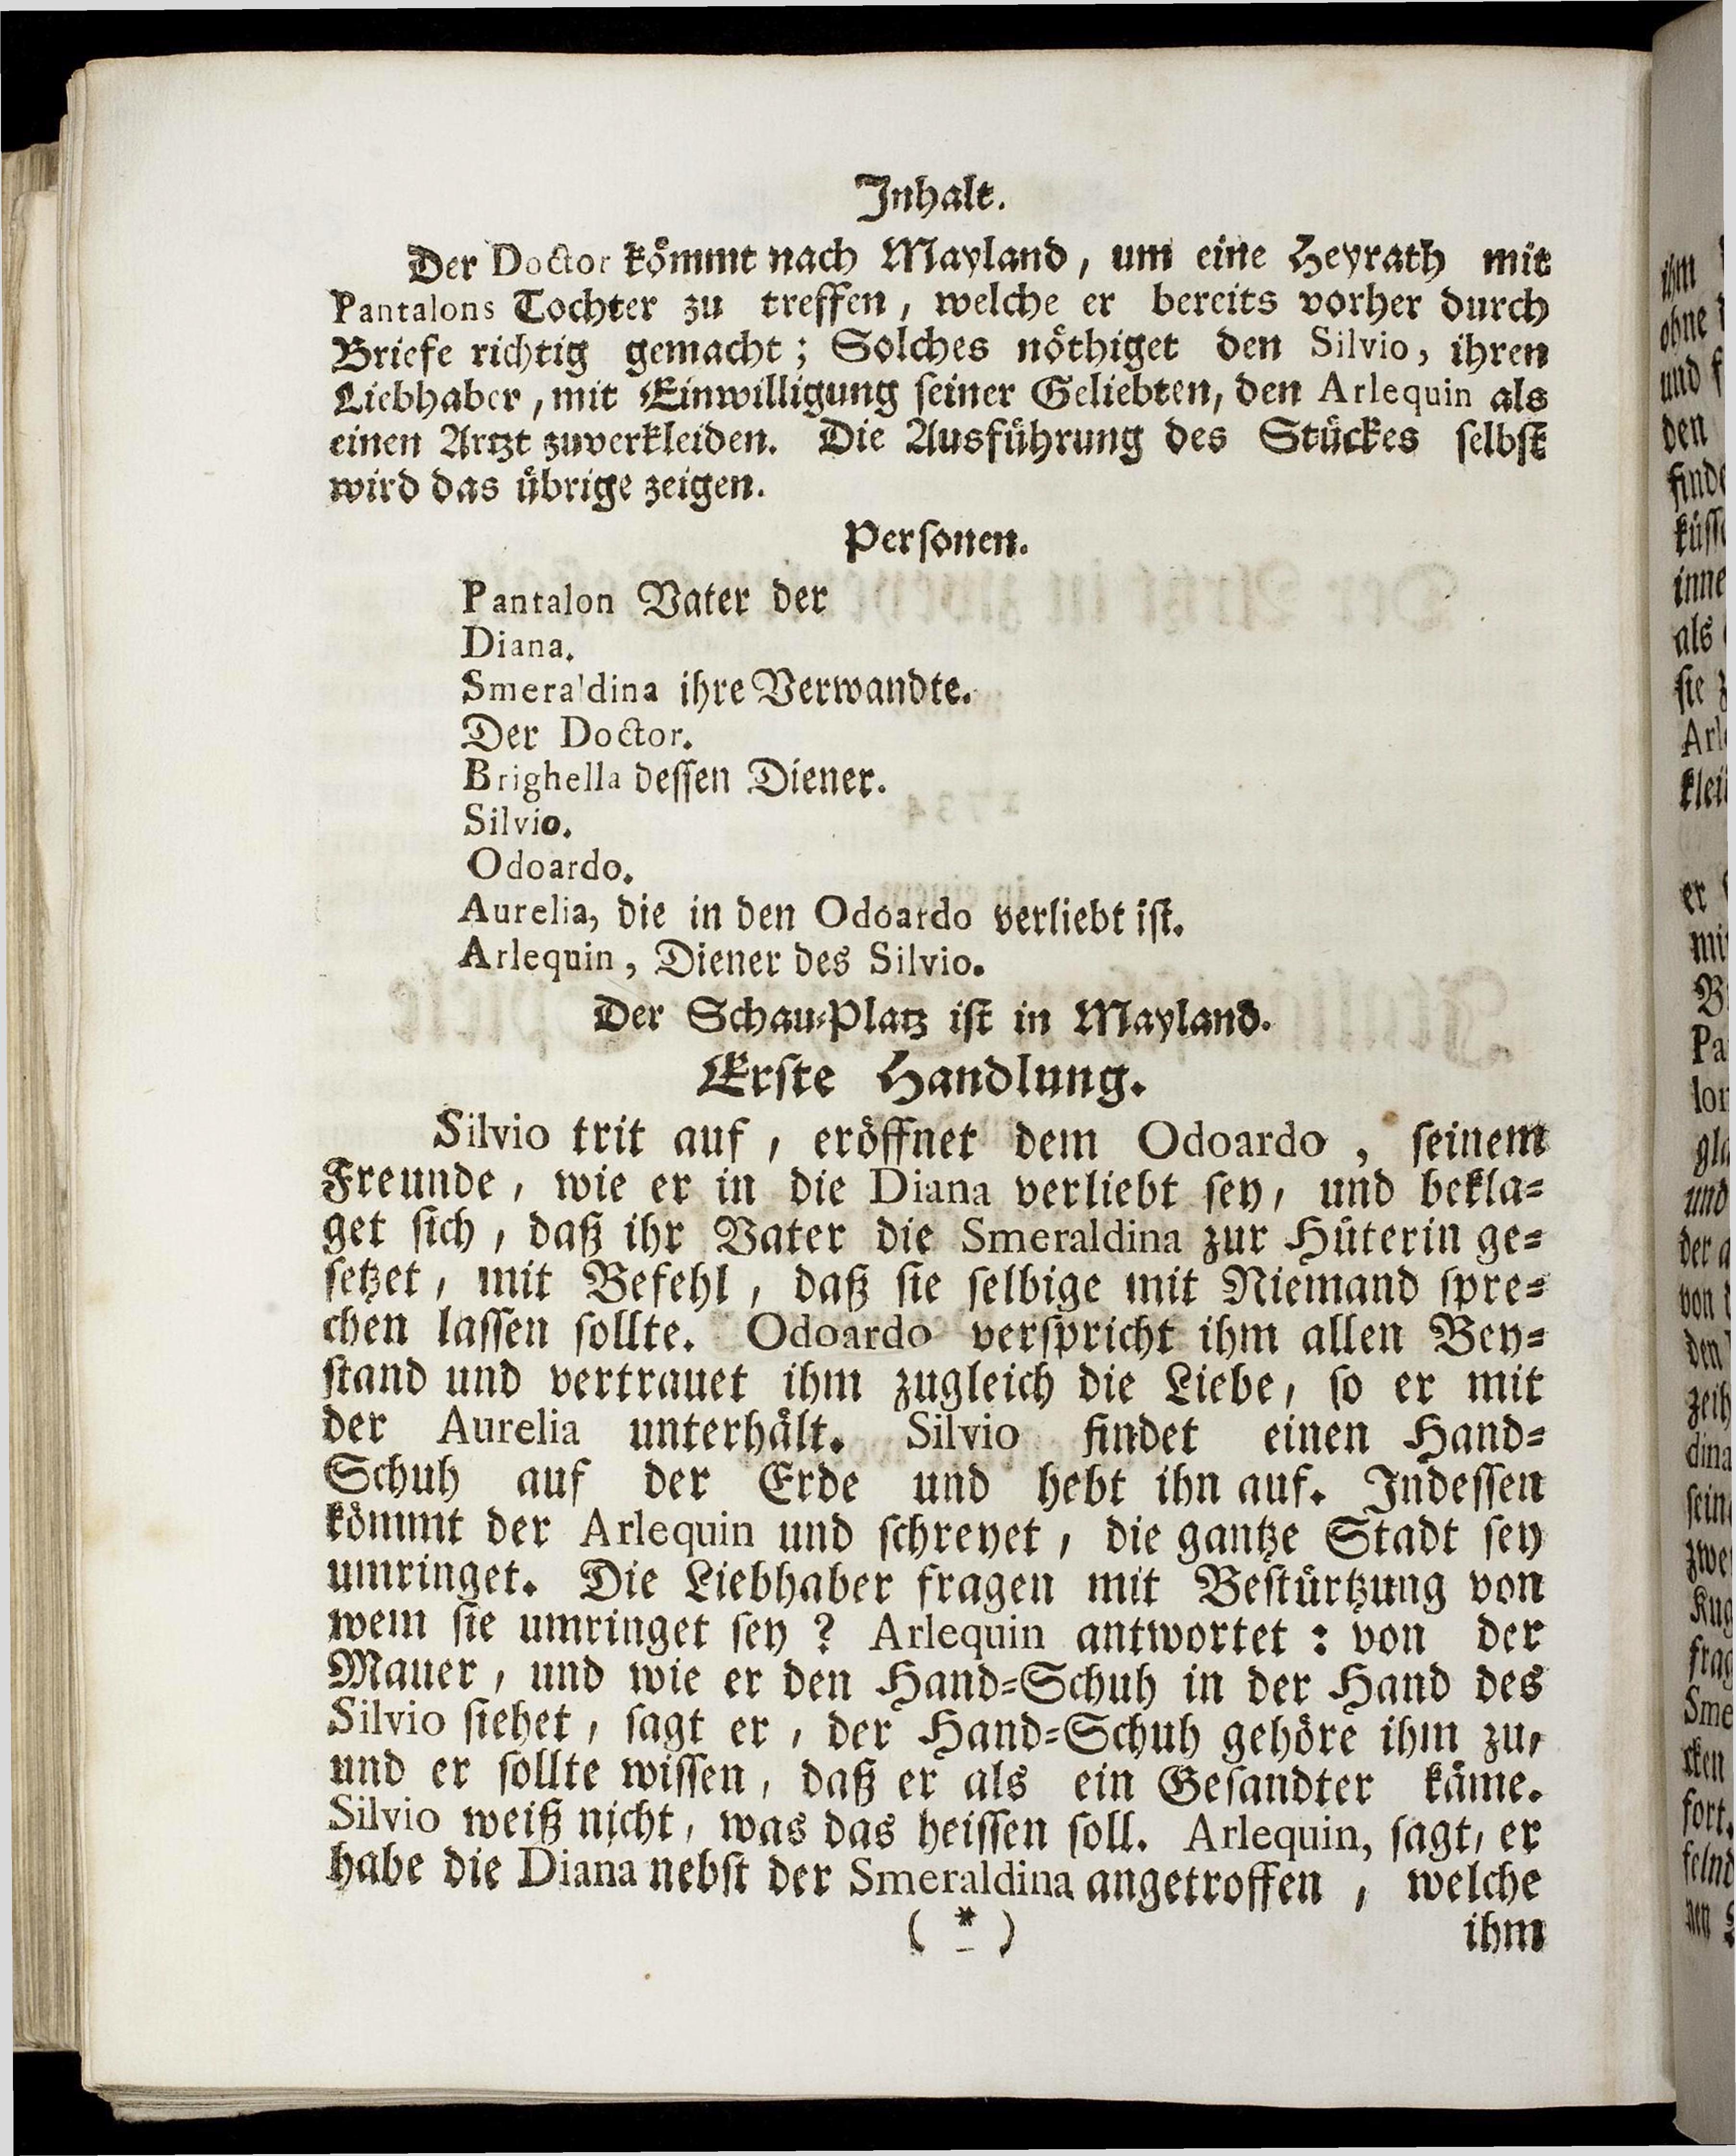 Inhalt.
Der Doctor kömmt nach Mayland, um eine Heyrath mit
Pantalons Tochter zu treffen, welche er bereits vorher durch
Briefe richtig gemacht; Solches nöthiget den Silvio, ihren
Liebhaber, mit Einwilligung seiner Geliebten, den Arlequin als
einen Artzt zuverkleiden. Die Ausführung des Stückes selbst
wird das übrige zeigen.
Personen.
Pantalon Vater der
Diana.
Smeraldina ihre Verwandte.
Der Doctor.
Brighella dessen Diener.
Silvio.
Odoardo.
Aurelia, die in den Odoardo verliebt ist.
Arlequin, Diener des Silvio.
Der Schau-Platz ist in Mayland.
Erste Handlung.
Silvio trit auf, eröffnet dem Odoardo, seinem
Freunde, wie er in die Diana verliebt sey, und bekla-
get sich, daß ihr Vater die Smeraldina zur Hüterin ge-
setzet, mit Befehl, daß sie selbige mit Niemand spre-
chen lassen sollte. Odoardo verspricht ihm allen Bey-
stand und vertrauet ihm zugleich die Liebe, so er mit
der Aurelia unterhält. Silvio findet einen Hand-
Schuh auf der Erde und hebt ihn auf. Indessen
kömmt der Arlequin und schreyet, die gantze Stadt sey
umringet. Die Liebhaber fragen mit Bestürtzung von
wem sie umringet sey? Arlequin antwortet: von der
Mauer, und wie er den Hand-Schuh in der Hand des
Silvio siehet, sagt er, der Hand-Schuh gehöre ihm zu,
und er sollte wissen, daß er als ein Gesandter käme.
Silvio weiß nicht, was das heissen soll. Arlequin, sagt, er
habe die Diana nebst der Smeraldina angetroffen, welche
(*)
ihm